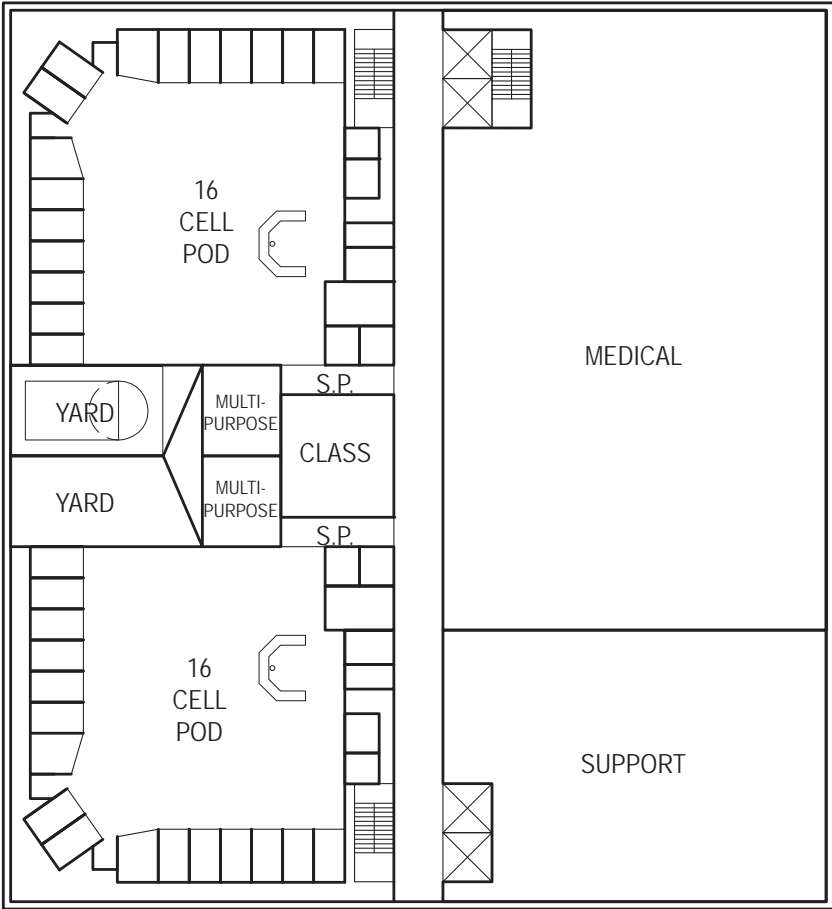 16
CELL
POD
MEDICAL
S.P.
YARD
MULTI-
PURPOSE
CLASS
YARD
MULTI-
PURPOSE
S.P.
16
CELL
POD
SUPPORT